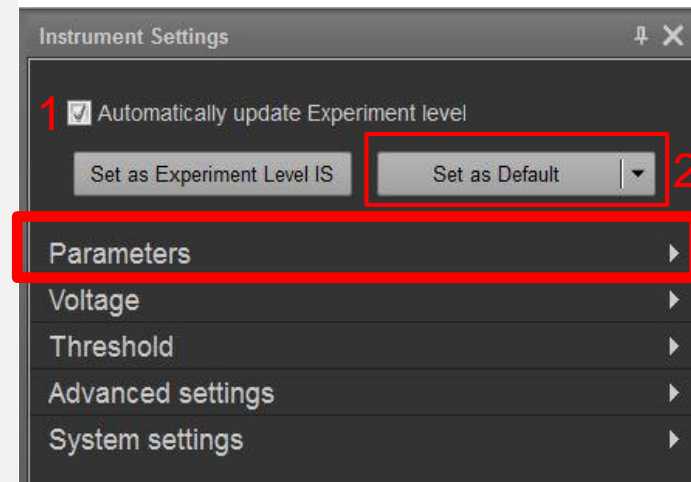 Instrument Settings
1 Automatically update Experiment level
Set as Experiment Level IS Set as Default 2
Parameters
Voltage
Threshold
Advanced settings
System settings